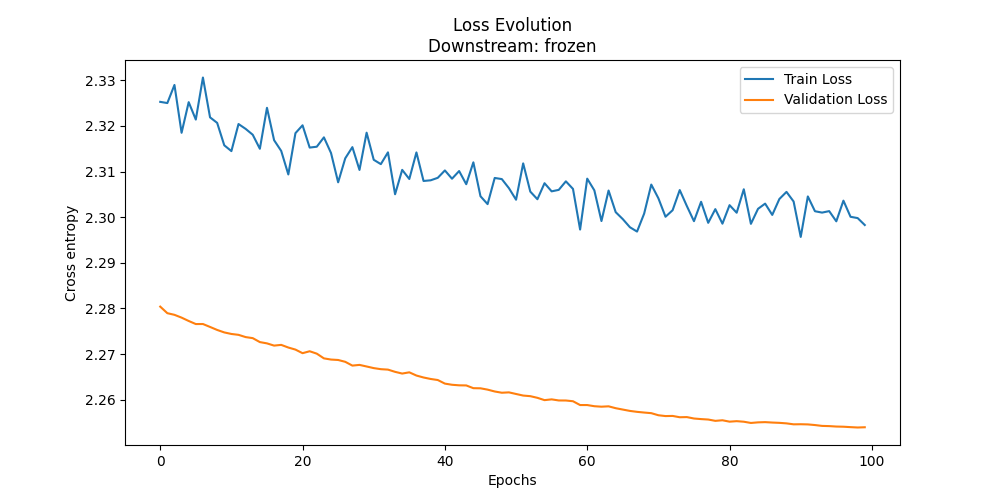 Loss Evolution
Downstream: frozen
Train Loss
Validation Loss
2.33
2.32
2.31
2.30
2.29
2.28
2.27
2.26
Cross entropy
0 20 40 60 80 100
Epochs